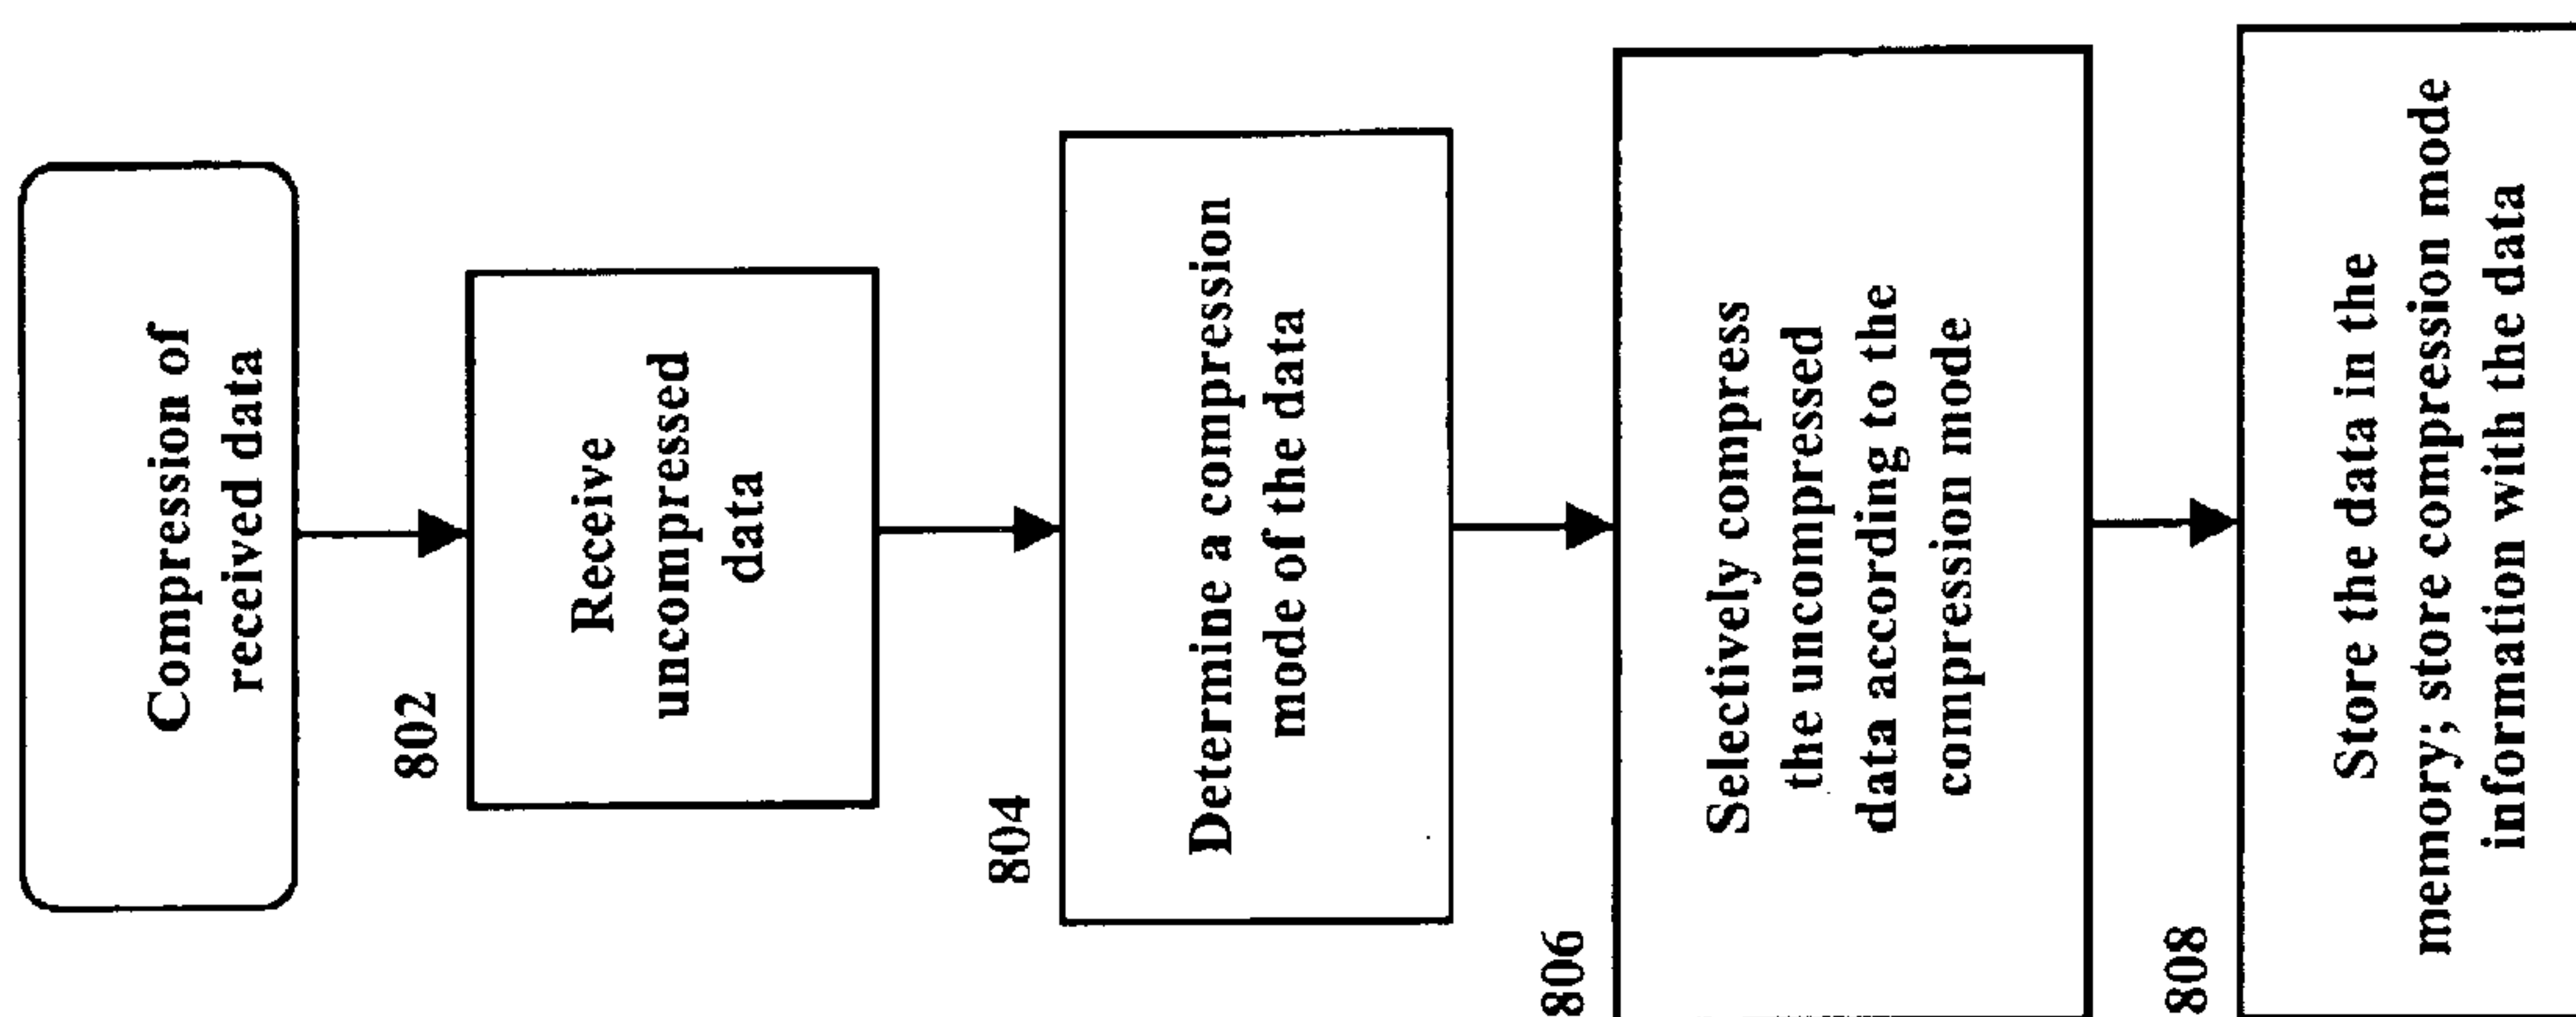 Compression of
received data
802
Receive
uncompressed
data
804
Determine a compression
mode of the data
806
Selectively compress
the uncompressed
data according to the
compression mode
808
Store the data in the
memory; store compression mode
information with the data